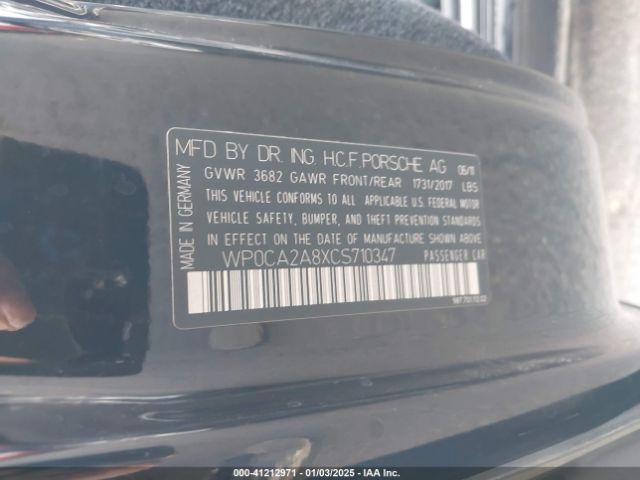 MFD BY DR. ING. H.C.F. PORSCHE AG 06/11
GVWR 3682 GAWR FRONT/REAR 1731/2017 LBS
THIS VEHICLE CONFORMS TO ALL APPLICABLE U.S. FEDERAL MOTOR
VEHICLE SAFETY, BUMPER, AND THEFT PREVENTION STANDARDS
IN EFFECT ON THE DATE OF MANUFACTURE SHOWN ABOVE
WP0CA2A8XCS710347 PASSENGER CAR
MADE IN GERMANY
00-41212971 - 01/03/2025 - IAA Inc.